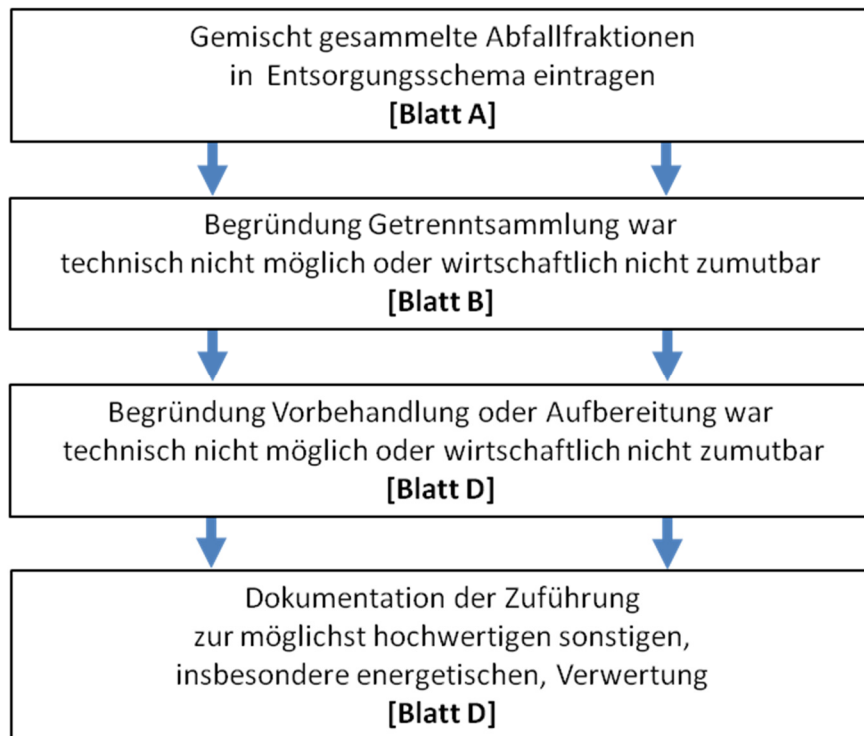 Gemischt gesammelte Abfallfraktionen
in Entsorgungsschema eintragen
[Blatt A]
Begründung Getrenntsammlung war
technisch nicht möglich oder wirtschaftlich nicht zumutbar
[Blatt B]
Begründung Vorbehandlung oder Aufbereitung war
technisch nicht möglich oder wirtschaftlich nicht zumutbar
[Blatt D]
Dokumentation der Zuführung
zur möglichst hochwertigen sonstigen,
insbesondere energetischen, Verwertung
[Blatt D]